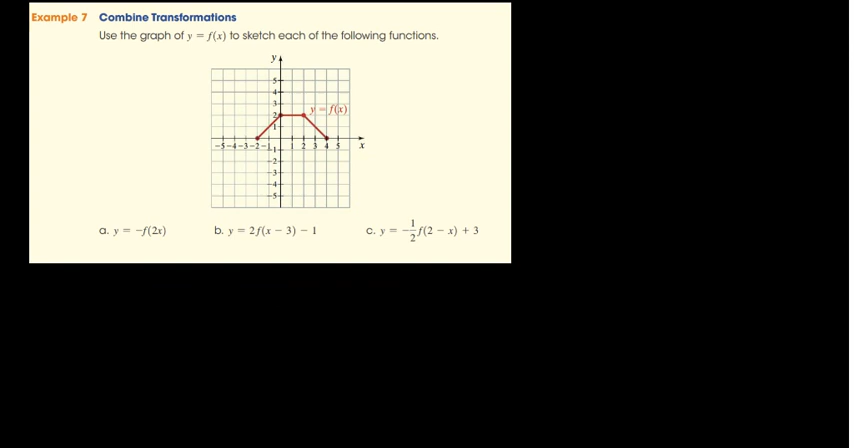 Example 7 Combine Transformations
Use the graph of y = f(x) to sketch each of the following functions.
y
5
4
3
2
1
y = f(x)
-5 -4 -3 -2 -1 1 2 3 4 5 x
-1
-2
-3
-4
-5
a. y = -f(2x) b. y = 2f(x - 3) - 1 c. y = -1/2 f(2 - x) + 3